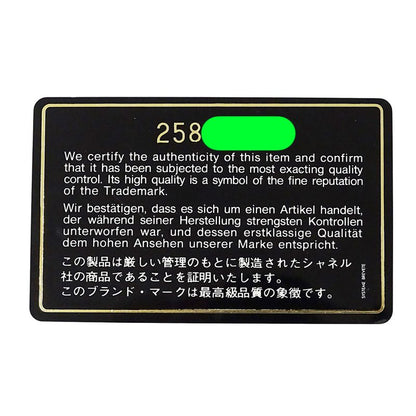 258
We certify the authenticity of this item and confirm
that it has been subjected to the most exacting quality
control. Its high quality is a symbol of the fine reputation
of the Trademark.
Wir bestätigen, dass es sich um einen Artikel handelt,
der während seiner Herstellung strengsten Kontrollen
unterworfen war, und dessen erstklassige Qualität
dem hohen Ansehen unserer Marke entspricht.
この製品は厳しい管理のもとに製造されたシャネル
社の商品であることを証明いたします。
このブランド・マークは最高級品質の象徴です。